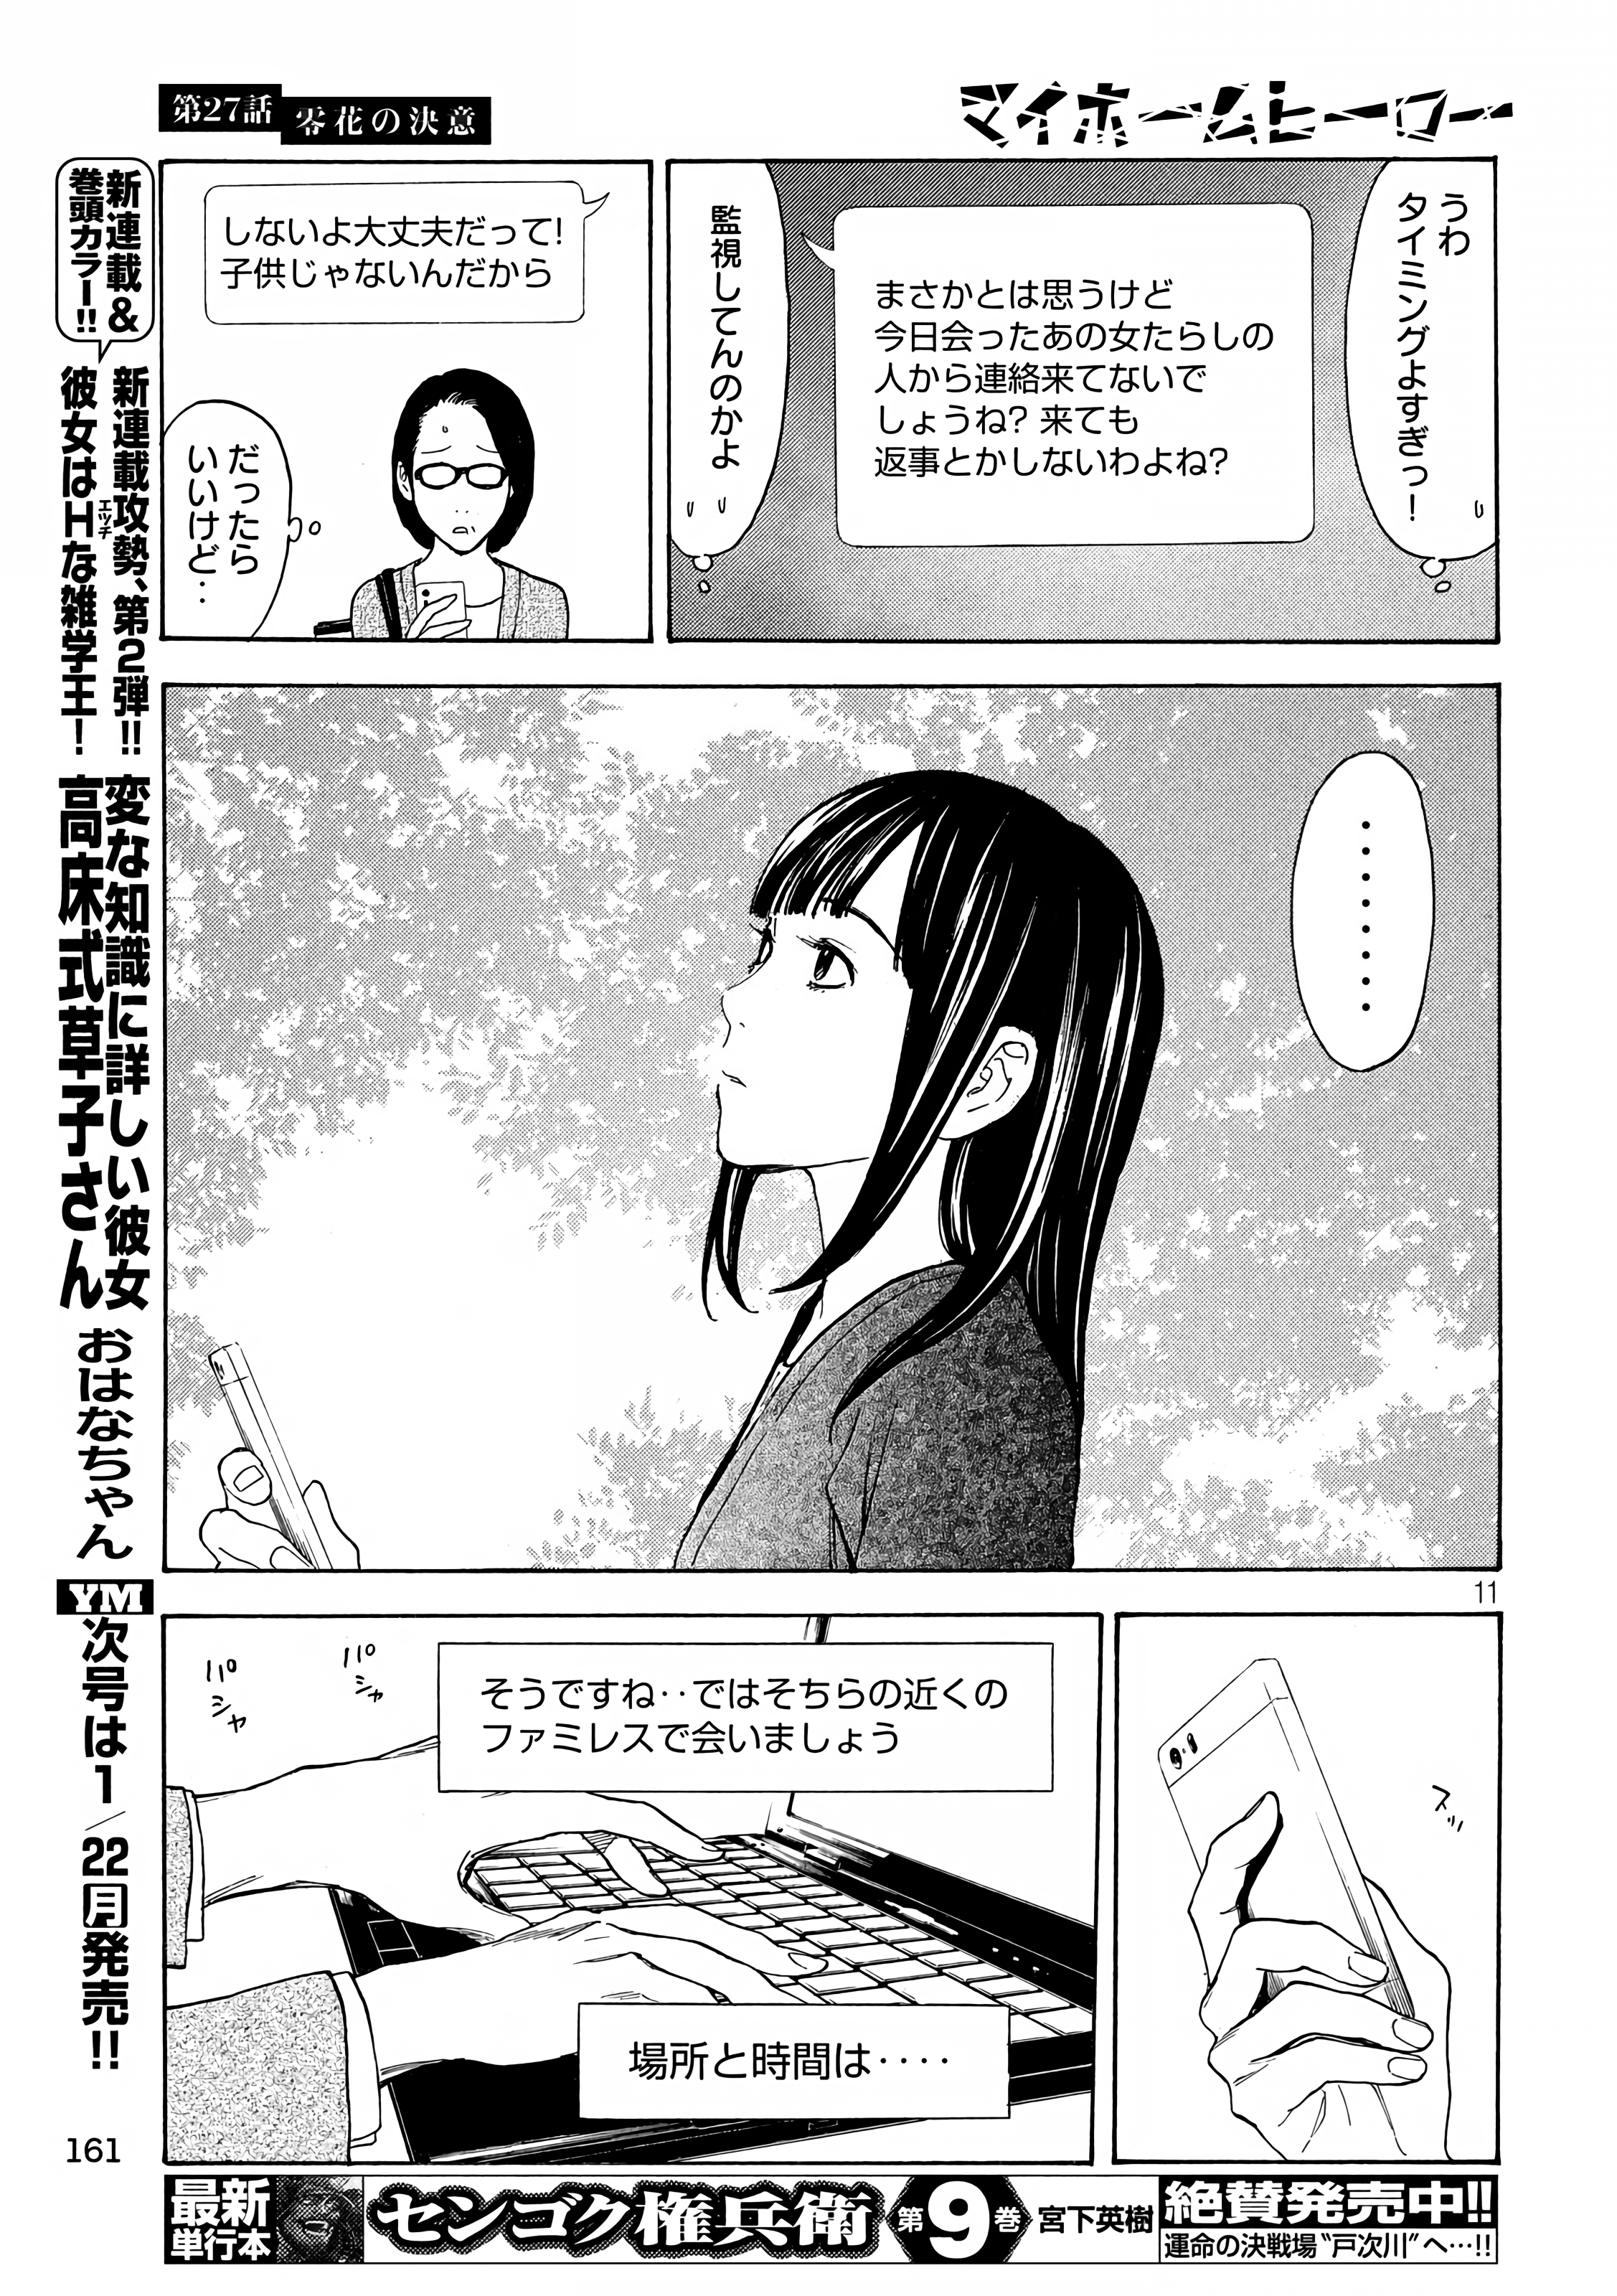 第27話
零花の決意
マイホームヒーロー
うわ
タイミングよすぎっ!
まさかとは思うけど
今日会ったあの女たらしの
人から連絡来てないで
しょうね? 来ても
返事とかしないわよね?
監視してんのかよ
しないよ大丈夫だって!
子供じゃないんだから
だったら
いいけど‥
・・・・・・・・
11
スッ
そうですね‥ではそちらの近くの
ファミレスで会いましょう
パシャ
パシャ
場所と時間は‥‥
新連載&
巻頭カラー!!
新連載攻勢、第2弾!!
彼女はHな雑学王!
エッチ
変な知識に詳しい彼女
高床式草子さん
おはなちゃん
YM
次号は1/22月発売!!
161
最新
単行本
センゴク権兵衛
第9巻
宮下英樹
絶賛発売中!!
運命の決戦場"戸次川"へ…!!